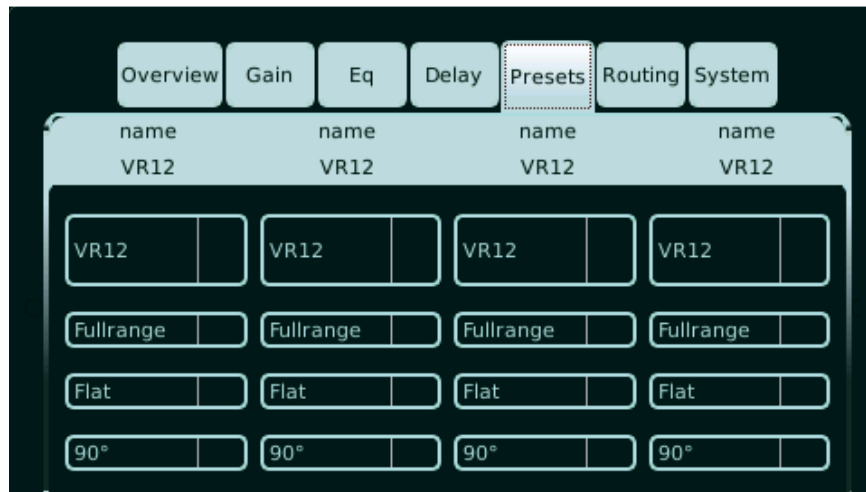 Overview Gain Eq Delay Presets Routing System
name name name name
VR12 VR12 VR12 VR12
VR12 VR12 VR12 VR12
Fullrange Fullrange Fullrange Fullrange
Flat Flat Flat Flat
90° 90° 90° 90°